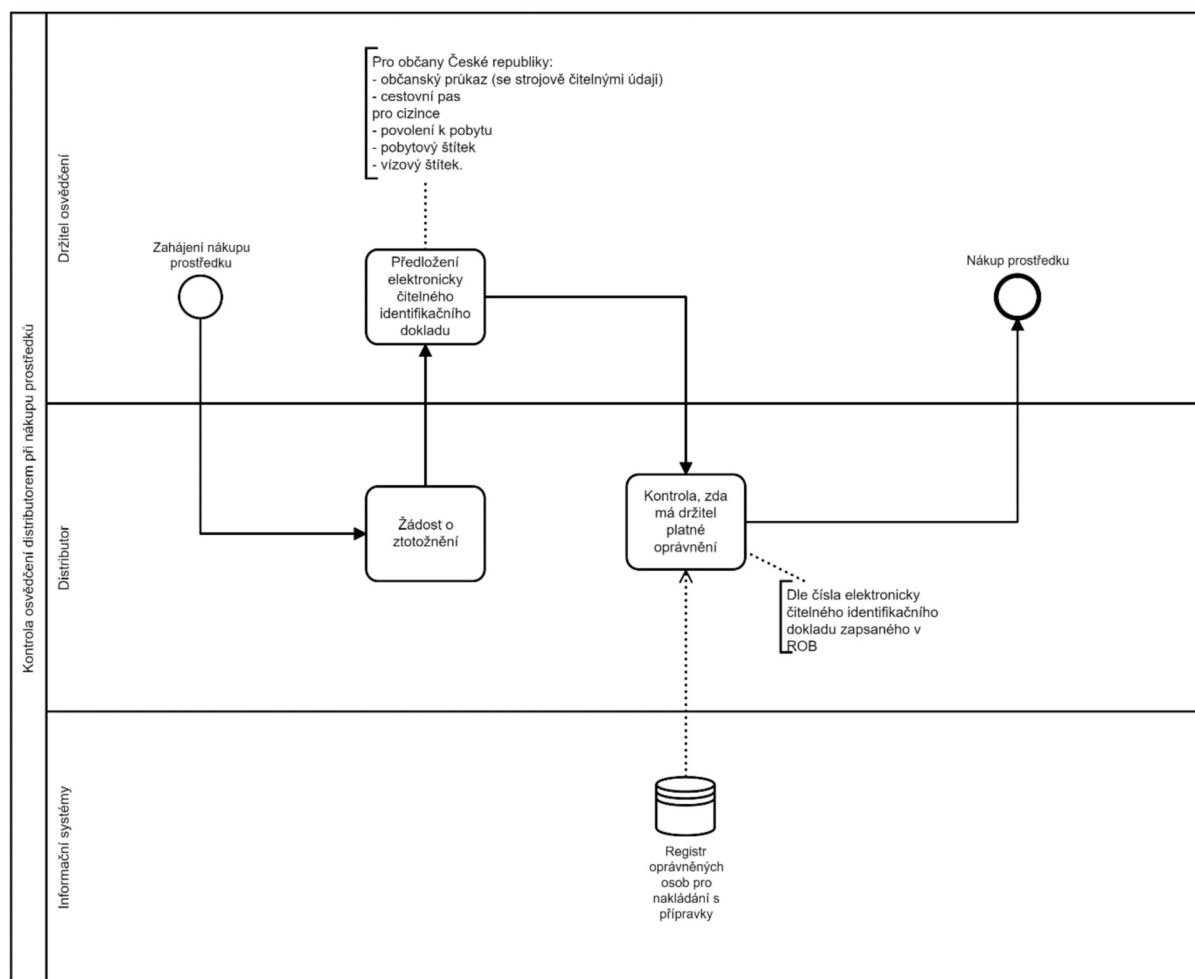 Kontrola osvědčení distributorem při nákupu prostředků
Držitel osvědčení
Pro občany České republiky:
- občanský průkaz (se strojově čitelnými údaji)
- cestovní pas
pro cizince
- povolení k pobytu
- pobytový štítek
- vízový štítek.
Zahájení nákupu
prostředku
Předložení
elektronicky
čitelného
identifikačního
dokladu
Nákup prostředku
Distributor
Žádost o
ztotožnění
Kontrola, zda
má držitel
platné
oprávnění
Dle čísla elektronicky
čitelného identifikačního
dokladu zapsaného v
ROB
Informační systémy
Registr
oprávněných
osob pro
nakládání s
přípravky